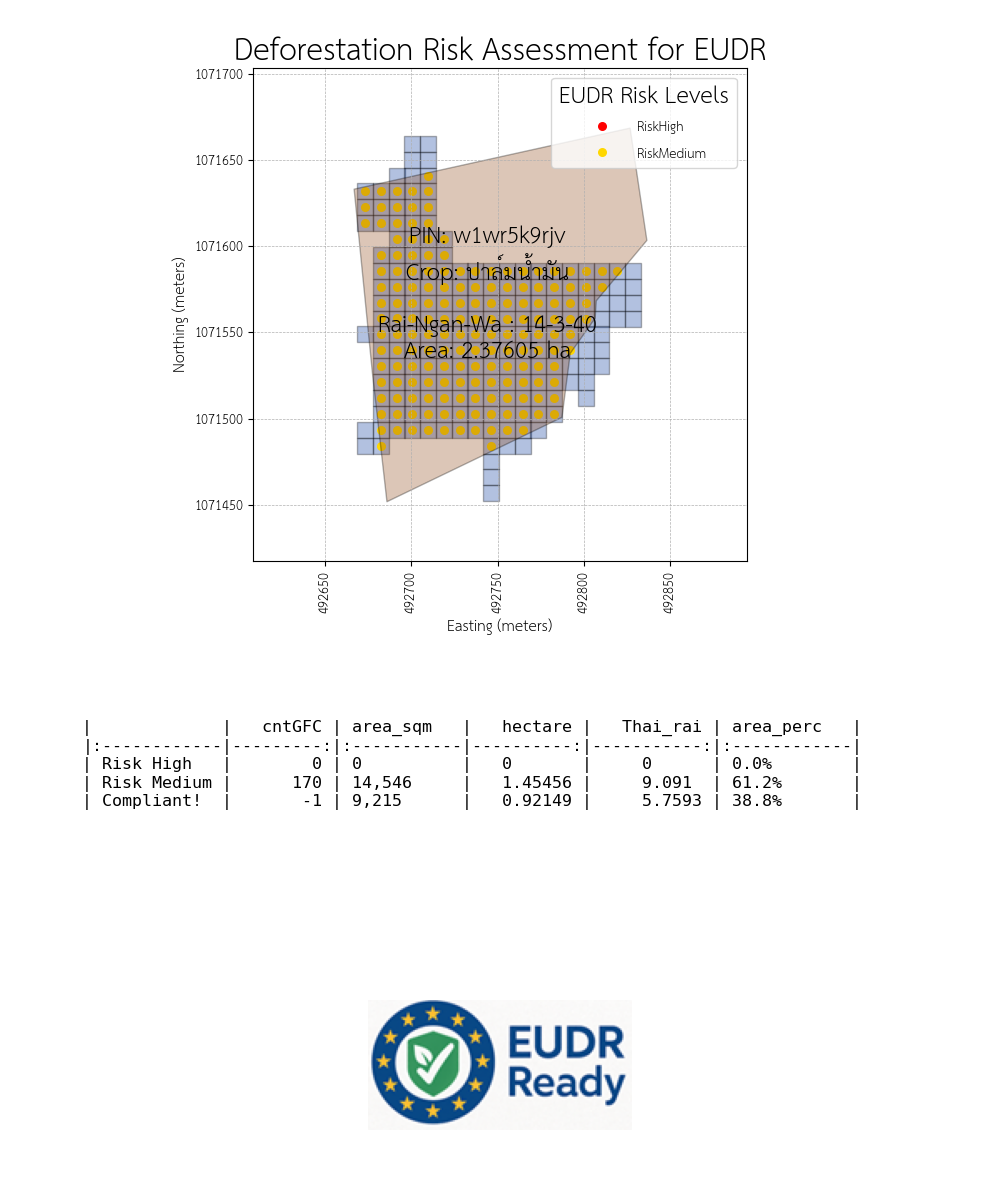 Deforestation Risk Assessment for EUDR
1071700
1071650
1071600
1071550
1071500
1071450
Northing (meters)
EUDR Risk Levels
RiskHigh
RiskMedium
PIN: w1wr5k9rjv
Crop: ปาล์มน้ำมัน
Rai-Ngan-Wa : 14-3-40
Area: 2.37605 ha
492650 492700 492750 492800 492850
Easting (meters)
|             |   cntGFC | area_sqm   |   hectare |   Thai_rai | area_perc   |
|:------------|---------:|:-----------|----------:|-----------:|:------------|
| Risk High   |        0 | 0          |   0       |     0      | 0.0%        |
| Risk Medium |      170 | 14,546     |   1.45456 |     9.091  | 61.2%       |
| Compliant!  |       -1 | 9,215      |   0.92149 |     5.7593 | 38.8%       |
EUDR
Ready